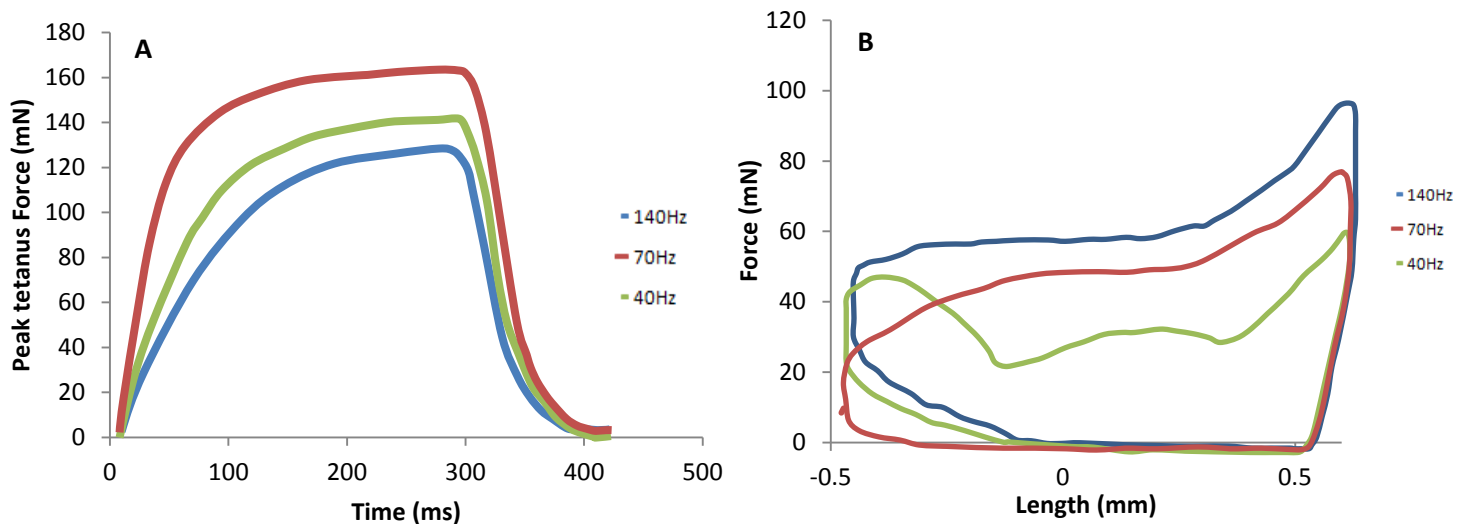 A
Peak tetanus Force (mN)
180
160
140
120
100
80
60
40
20
0
0 100 200 300 400 500
Time (ms)
140Hz
70Hz
40Hz
B
Force (mN)
120
100
80
60
40
20
0
-0.5 0 0.5
Length (mm)
140Hz
70Hz
40Hz